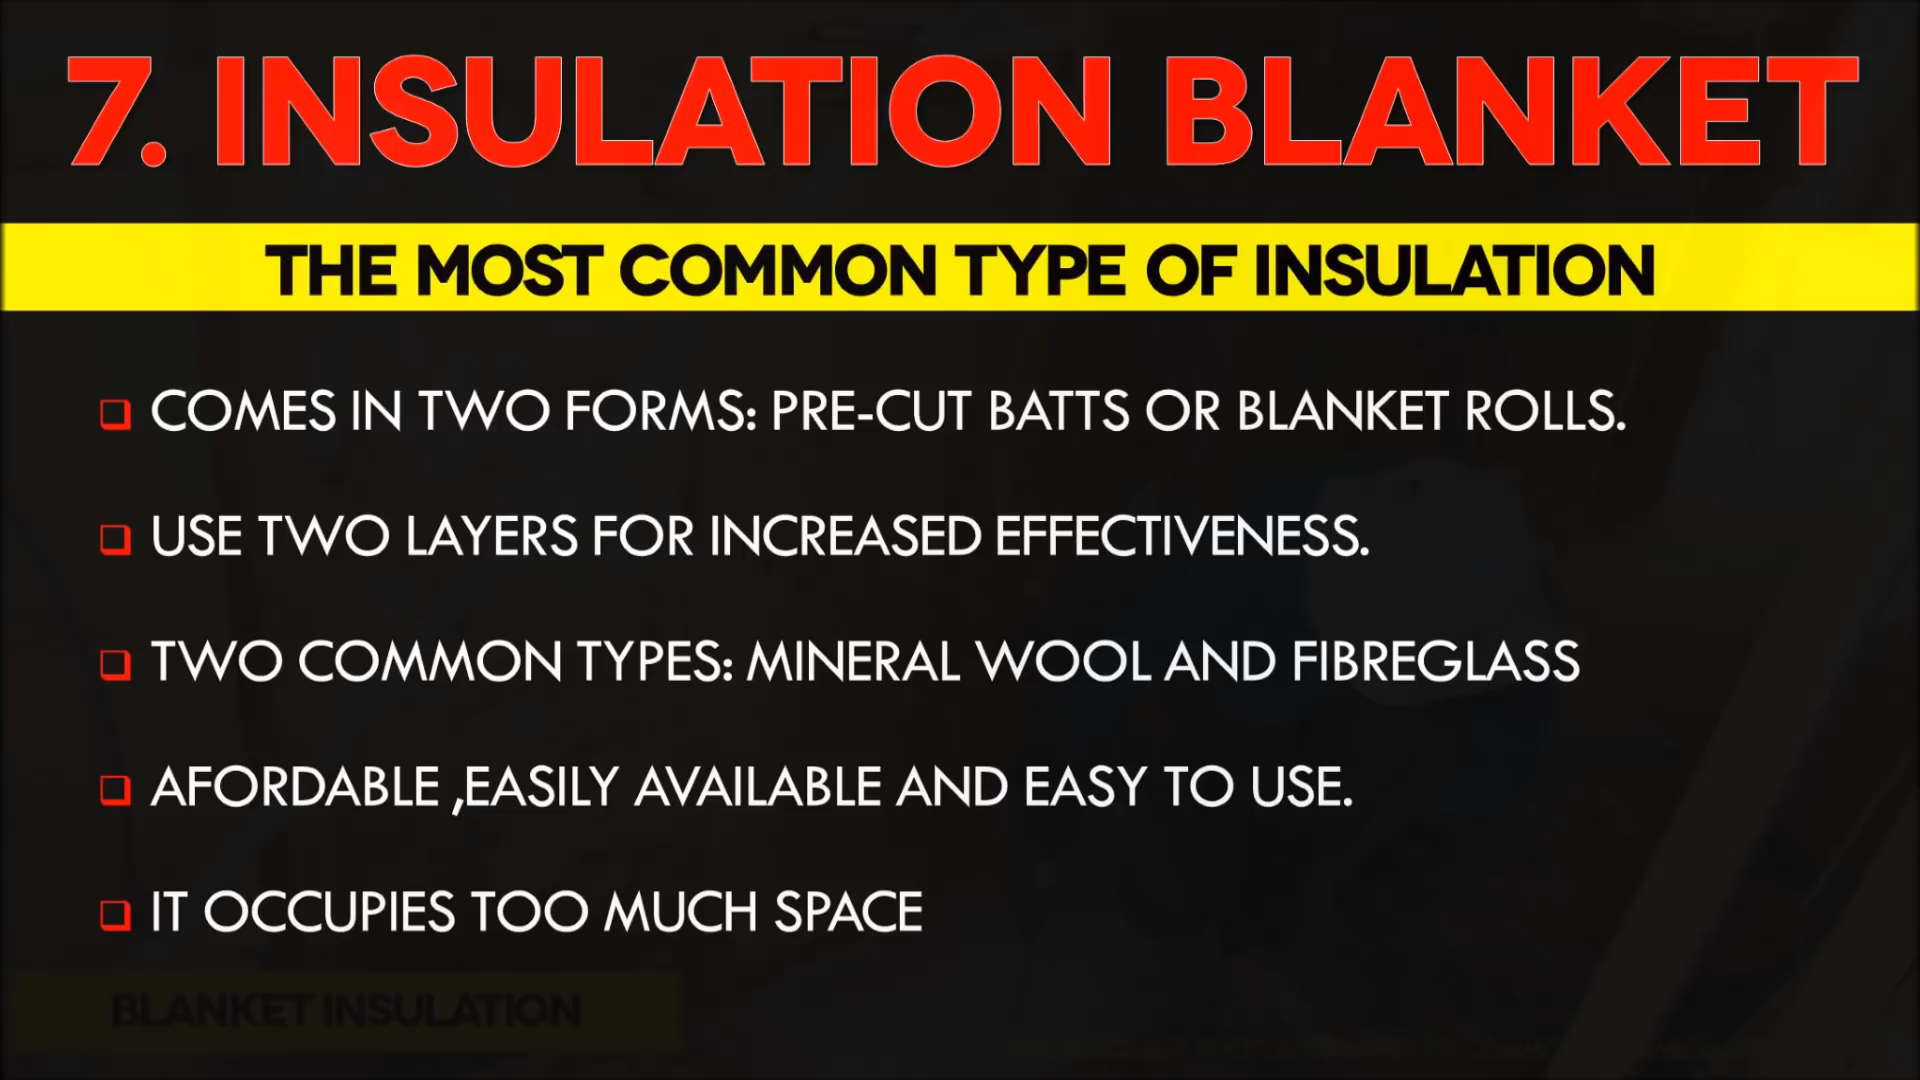 7. INSULATION BLANKET
THE MOST COMMON TYPE OF INSULATION
COMES IN TWO FORMS: PRE-CUT BATTS OR BLANKET ROLLS.
USE TWO LAYERS FOR INCREASED EFFECTIVENESS.
TWO COMMON TYPES: MINERAL WOOL AND FIBREGLASS
AFORDABLE ,EASILY AVAILABLE AND EASY TO USE.
IT OCCUPIES TOO MUCH SPACE
BLANKET INSULATION